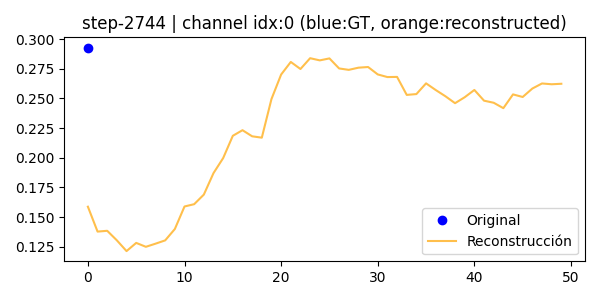 step-2744 | channel idx:0 (blue:GT, orange:reconstructed)
0.300
0.275
0.250
0.225
0.200
0.175
0.150
0.125
Original
Reconstrucción
0 10 20 30 40 50